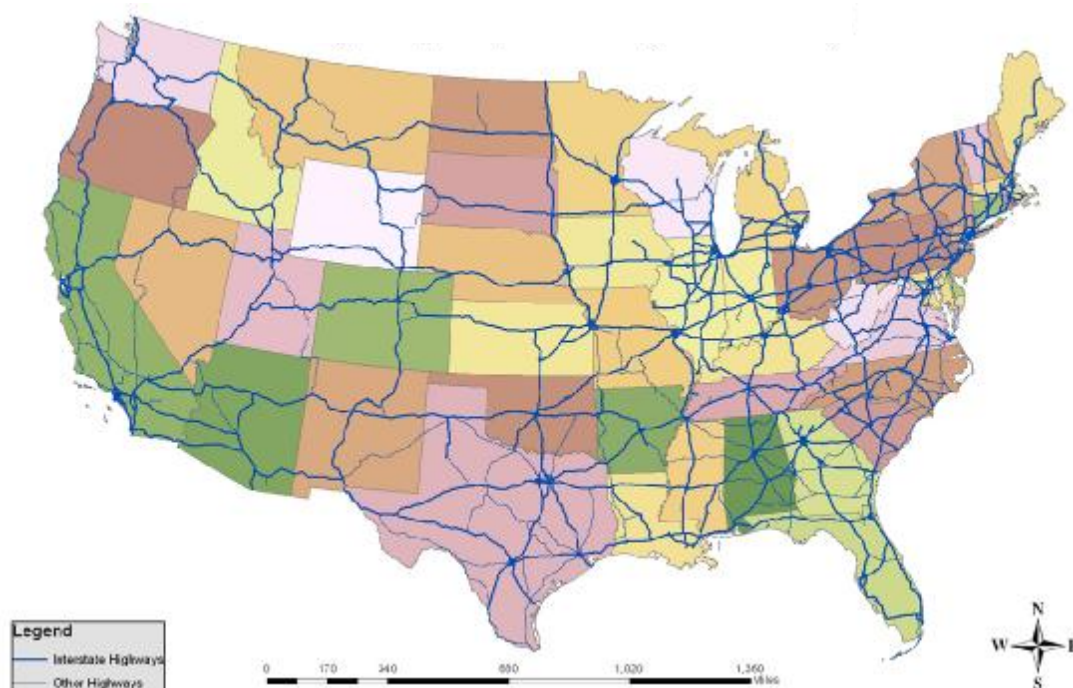 Legend
Interstate Highways
Other Highways
0 170 340 680 1,020 1,360
Miles
N
W E
S